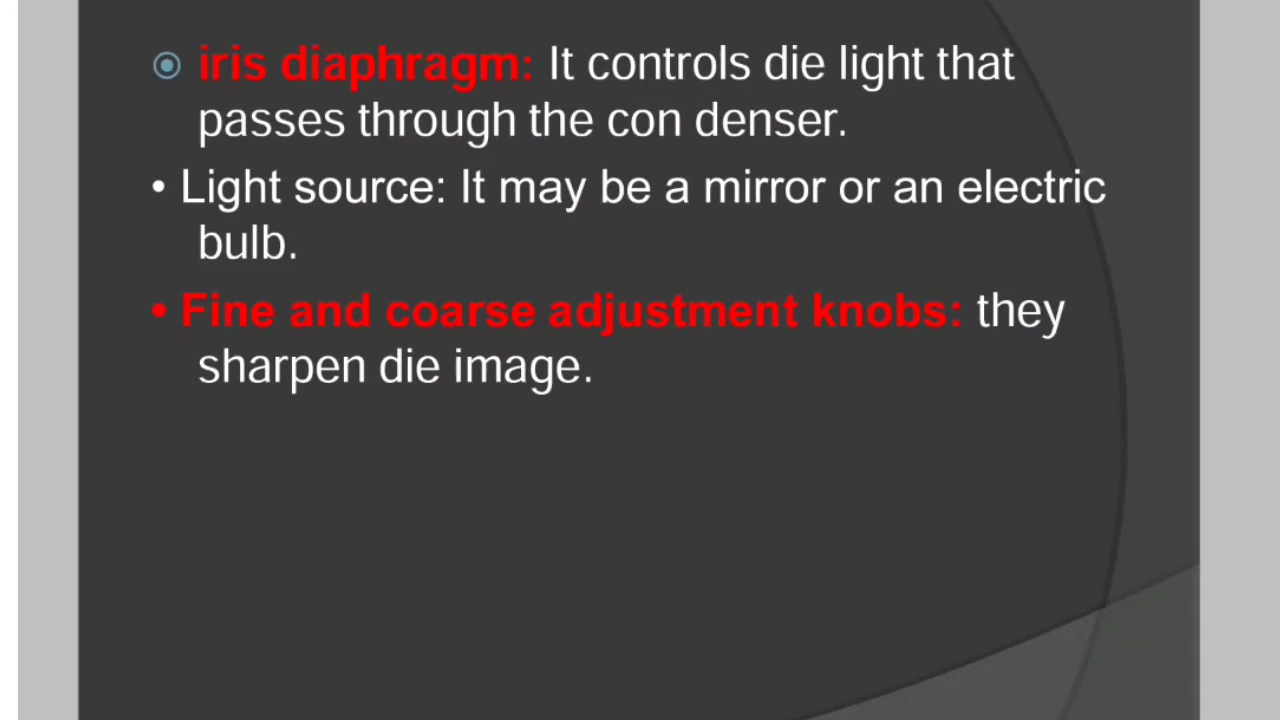 iris diaphragm: It controls die light that
passes through the con denser.
• Light source: It may be a mirror or an electric
bulb.
• Fine and coarse adjustment knobs: they
sharpen die image.